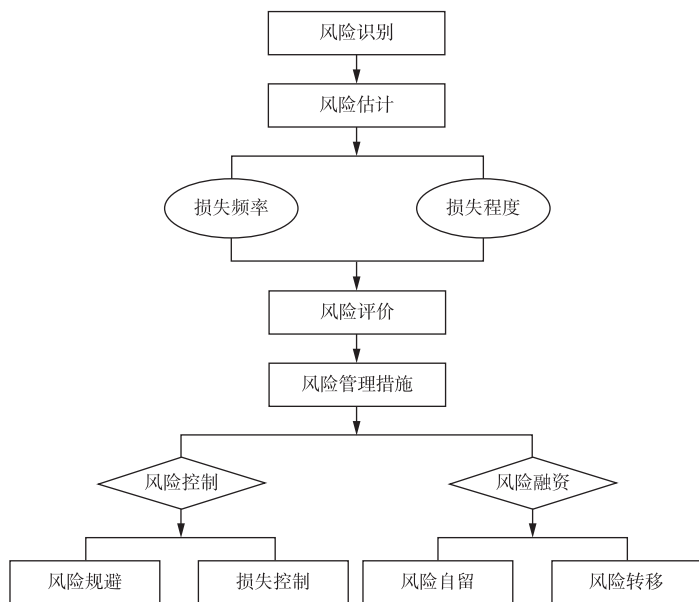 风险识别
风险估计
损失频率
损失程度
风险评价
风险管理措施
风险控制
风险融资
风险规避
损失控制
风险自留
风险转移